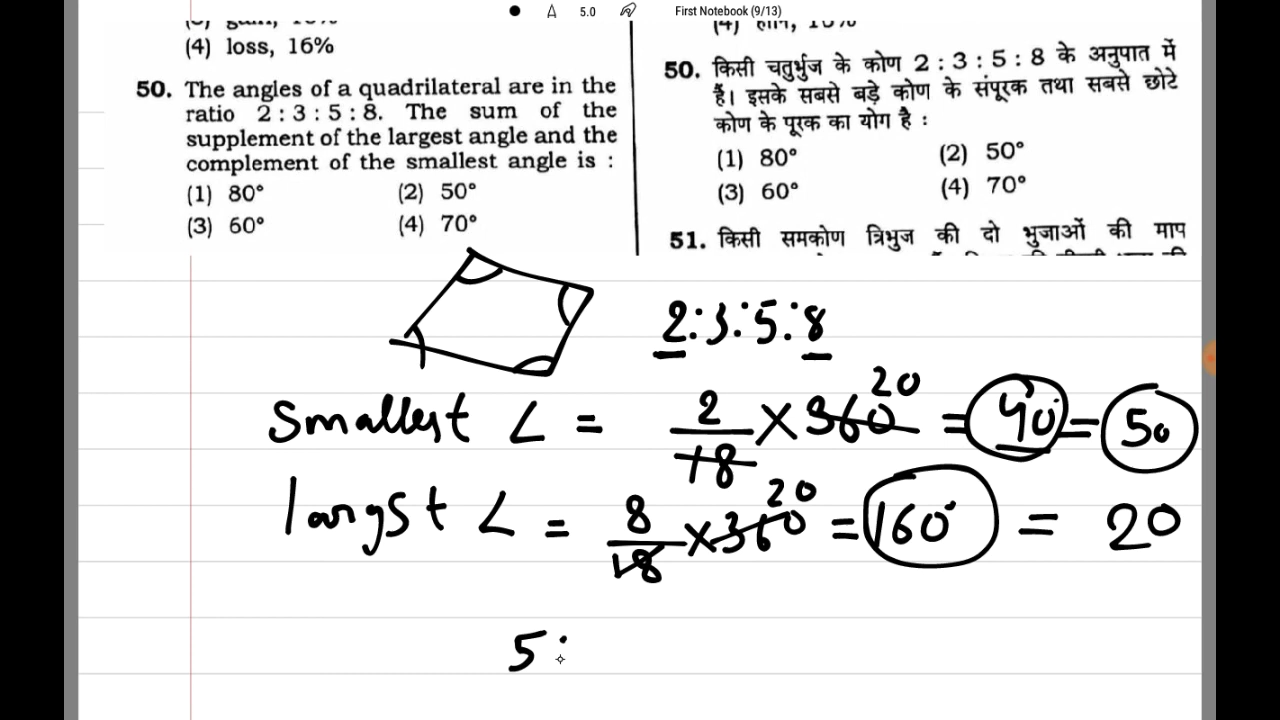 5.0 First Notebook (9/13)
(4) loss, 16%
50. The angles of a quadrilateral are in the
ratio 2 : 3 : 5 : 8. The sum of the
supplement of the largest angle and the
complement of the smallest angle is :
(1) 80° (2) 50°
(3) 60° (4) 70°
50. किसी चतुर्भुज के कोण 2 : 3 : 5 : 8 के अनुपात में
हैं। इसके सबसे बड़े कोण के संपूरक तथा सबसे छोटे
कोण के पूरक का योग है :
(1) 80° (2) 50°
(3) 60° (4) 70°
51. किसी समकोण त्रिभुज की दो भुजाओं की माप
2:3:5:8
Smallest ∠ = 2/18 × 360 20 = 40° = 50
largst ∠ = 8/18 × 360 20 = 160° = 20
5